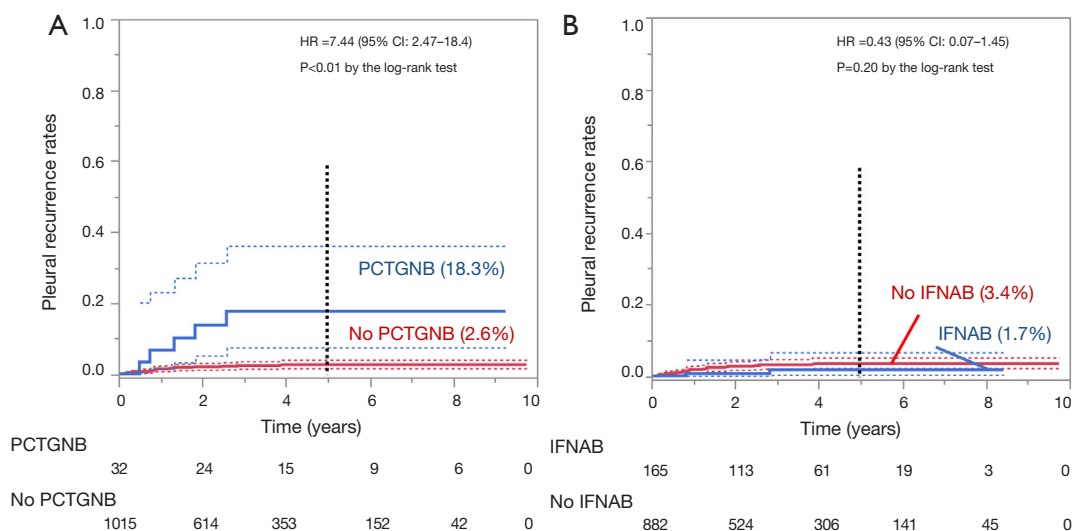 A
HR =7.44 (95% CI: 2.47–18.4)
P<0.01 by the log-rank test
Pleural recurrence rates
1.0
0.8
0.6
0.4
0.2
0.0
PCTGNB (18.3%)
No PCTGNB (2.6%)
0 2 4 6 8 10
Time (years)
PCTGNB
32 24 15 9 6 0
No PCTGNB
1015 614 353 152 42 0
B
HR =0.43 (95% CI: 0.07–1.45)
P=0.20 by the log-rank test
Pleural recurrence rates
1.0
0.8
0.6
0.4
0.2
0.0
No IFNAB (3.4%)
IFNAB (1.7%)
0 2 4 6 8 10
Time (years)
IFNAB
165 113 61 19 3 0
No IFNAB
882 524 306 141 45 0